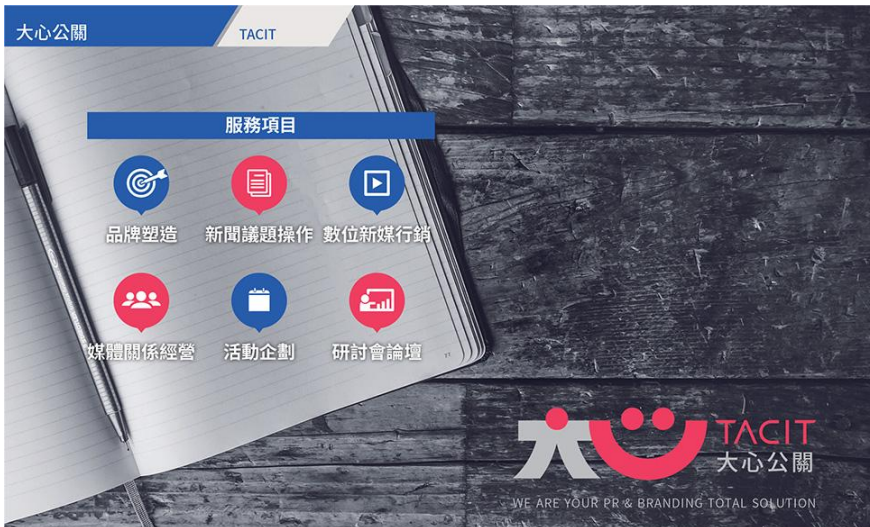 大心公關
TACIT
服務項目
品牌塑造
新聞議題操作
數位新媒行銷
媒體關係經營
活動企劃
研討會論壇
大心
TACIT
大心公關
WE ARE YOUR PR & BRANDING TOTAL SOLUTION